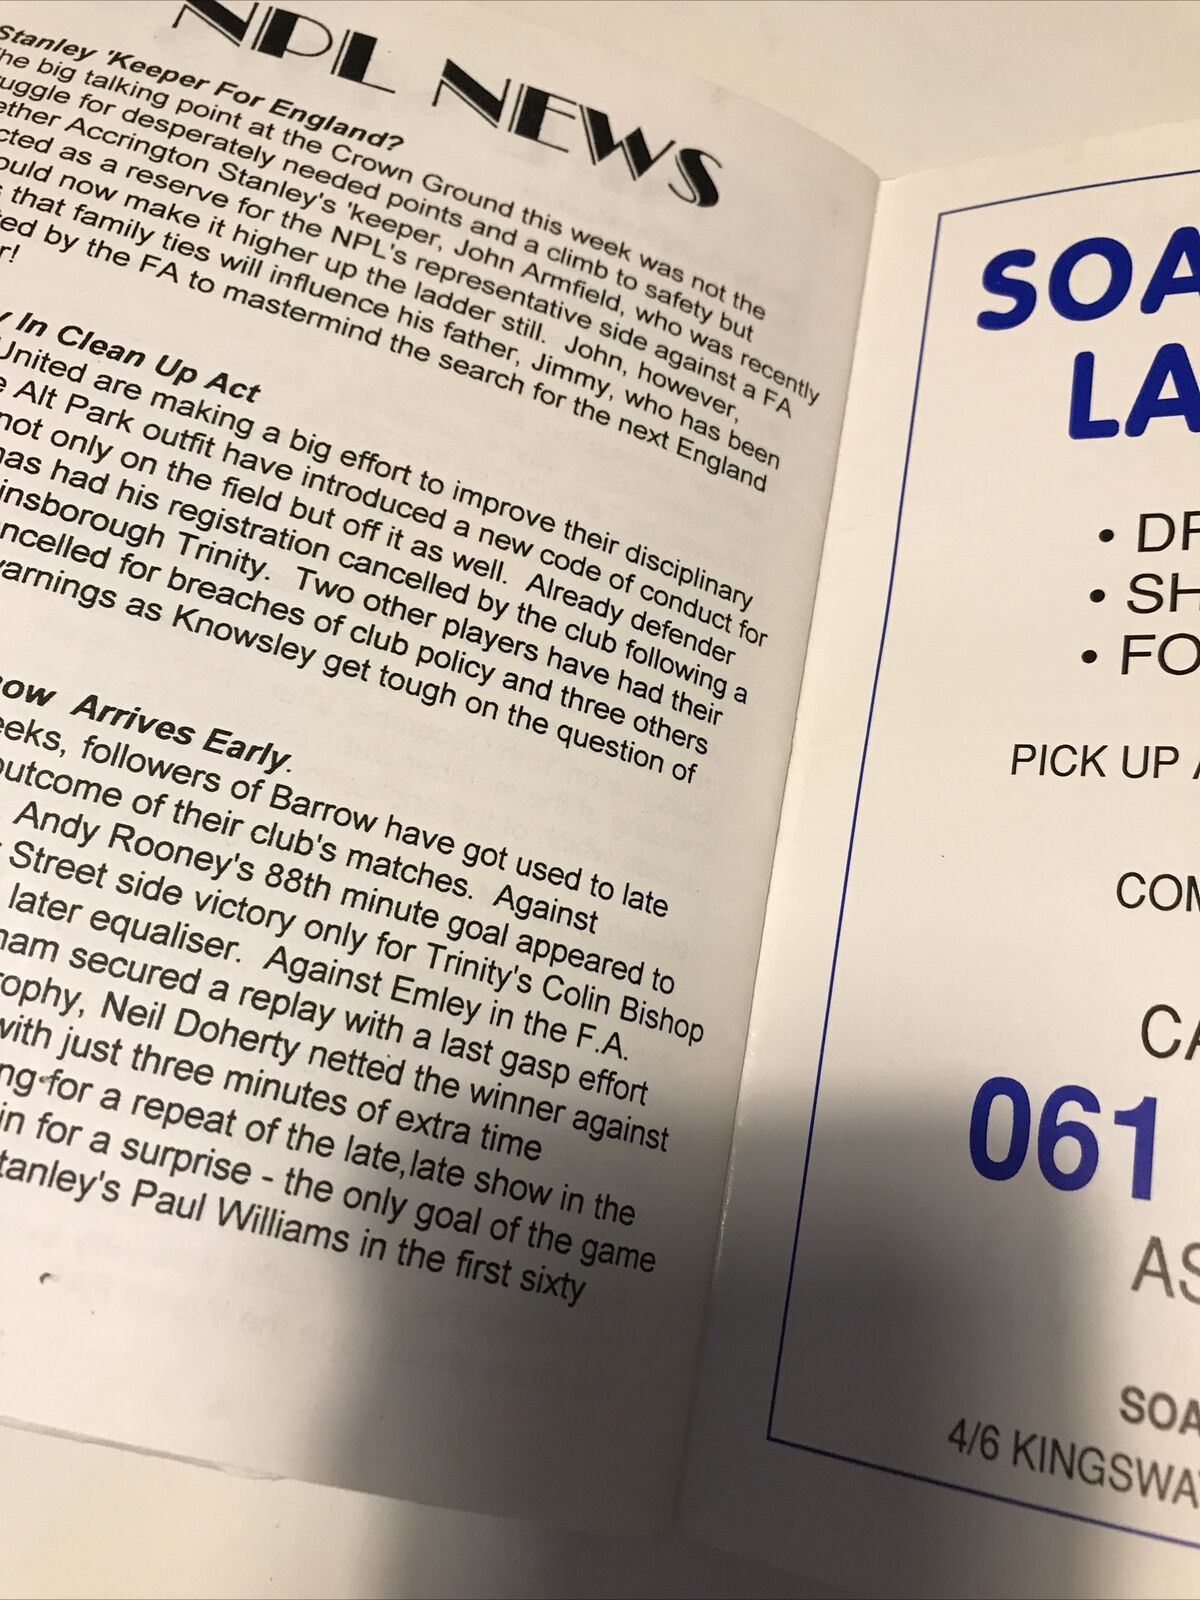 NPL NEWS
Stanley 'Keeper For England?
The big talking point at the Crown Ground this week was not the
uggle for desperately needed points and a climb to safety but
ether Accrington Stanley's 'keeper, John Armfield, who was recently
cted as a reserve for the NPL's representative side against a FA
ould now make it higher up the ladder still. John, however,
s that family ties will influence his father, Jimmy, who has been
ted by the FA to mastermind the search for the next England
r!
y In Clean Up Act
United are making a big effort to improve their disciplinary
e Alt Park outfit have introduced a new code of conduct for
not only on the field but off it as well. Already defender
mas had his registration cancelled by the club following a
insborough Trinity. Two other players have had their
ncelled for breaches of club policy and three others
warnings as Knowsley get tough on the question of
row Arrives Early.
eeks, followers of Barrow have got used to late
outcome of their club's matches. Against
Andy Rooney's 88th minute goal appeared to
r Street side victory only for Trinity's Colin Bishop
later equaliser. Against Emley in the F.A.
ham secured a replay with a last gasp effort
rophy, Neil Doherty netted the winner against
with just three minutes of extra time
ng for a repeat of the late,late show in the
in for a surprise - the only goal of the game
tanley's Paul Williams in the first sixty
SOA
LA
• DR
• SH
• FO
PICK UP A
COM
CA
061
AS
SOA
4/6 KINGSWAY